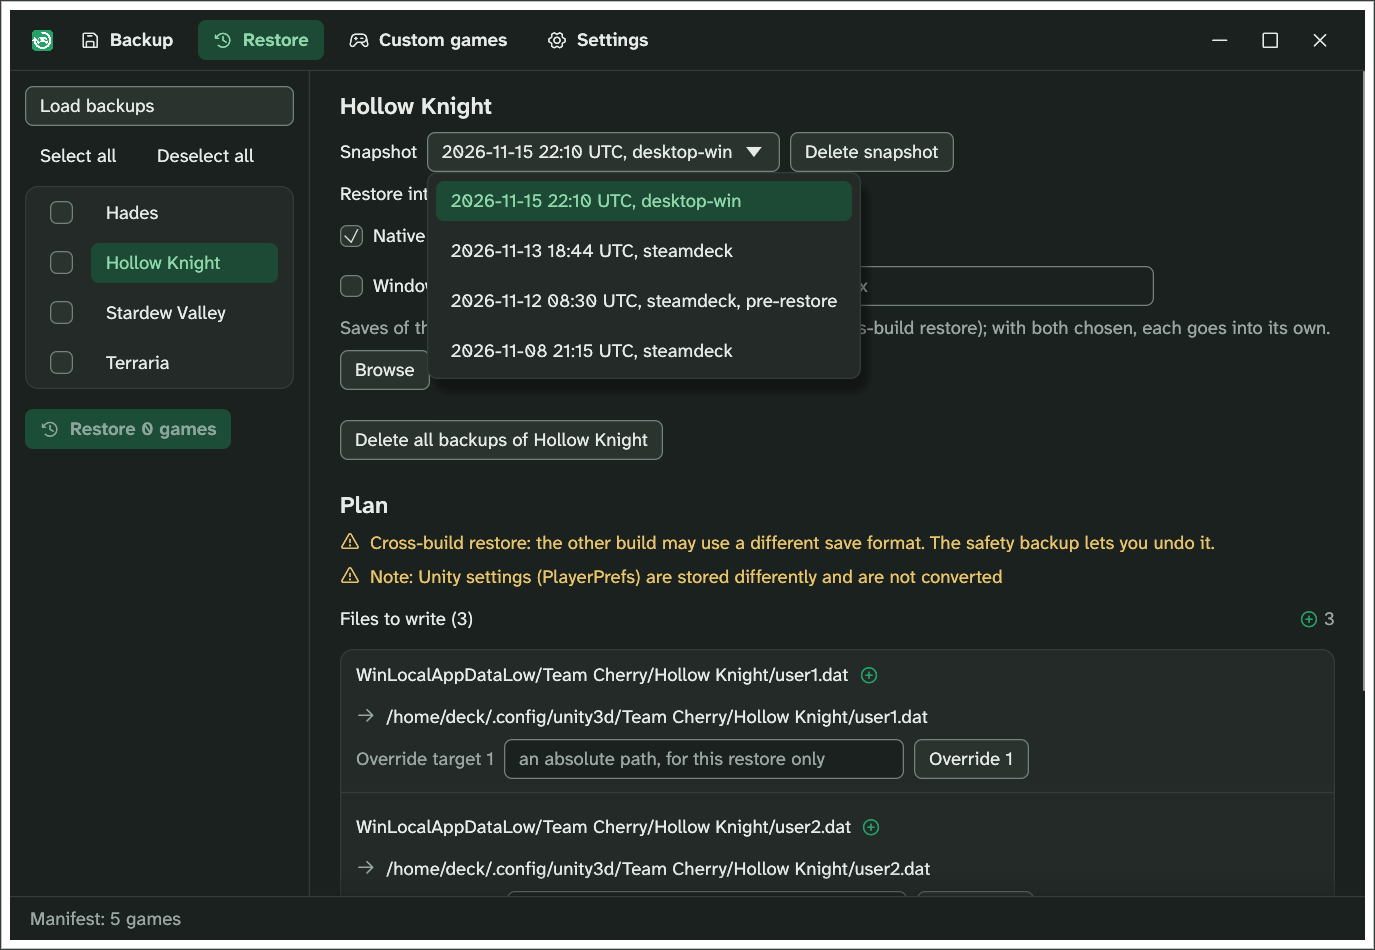 Backup
Restore
Custom games
Settings
Load backups
Select all
Deselect all
Hades
Hollow Knight
Stardew Valley
Terraria
Restore 0 games
Hollow Knight
Snapshot
2026-11-15 22:10 UTC, desktop-win
Delete snapshot
2026-11-15 22:10 UTC, desktop-win
2026-11-13 18:44 UTC, steamdeck
2026-11-12 08:30 UTC, steamdeck, pre-restore
2026-11-08 21:15 UTC, steamdeck
Restore
Native
x
Saves of
-build restore); with both chosen, each goes into its own.
Browse
Delete all backups of Hollow Knight
Plan
Cross-build restore: the other build may use a different save format. The safety backup lets you undo it.
Note: Unity settings (PlayerPrefs) are stored differently and are not converted
Files to write (3)
3
WinLocalAppDataLow/Team Cherry/Hollow Knight/user1.dat
→ /home/deck/.config/unity3d/Team Cherry/Hollow Knight/user1.dat
Override target 1
an absolute path, for this restore only
Override 1
WinLocalAppDataLow/Team Cherry/Hollow Knight/user2.dat
→ /home/deck/.config/unity3d/Team Cherry/Hollow Knight/user2.dat
Manifest: 5 games